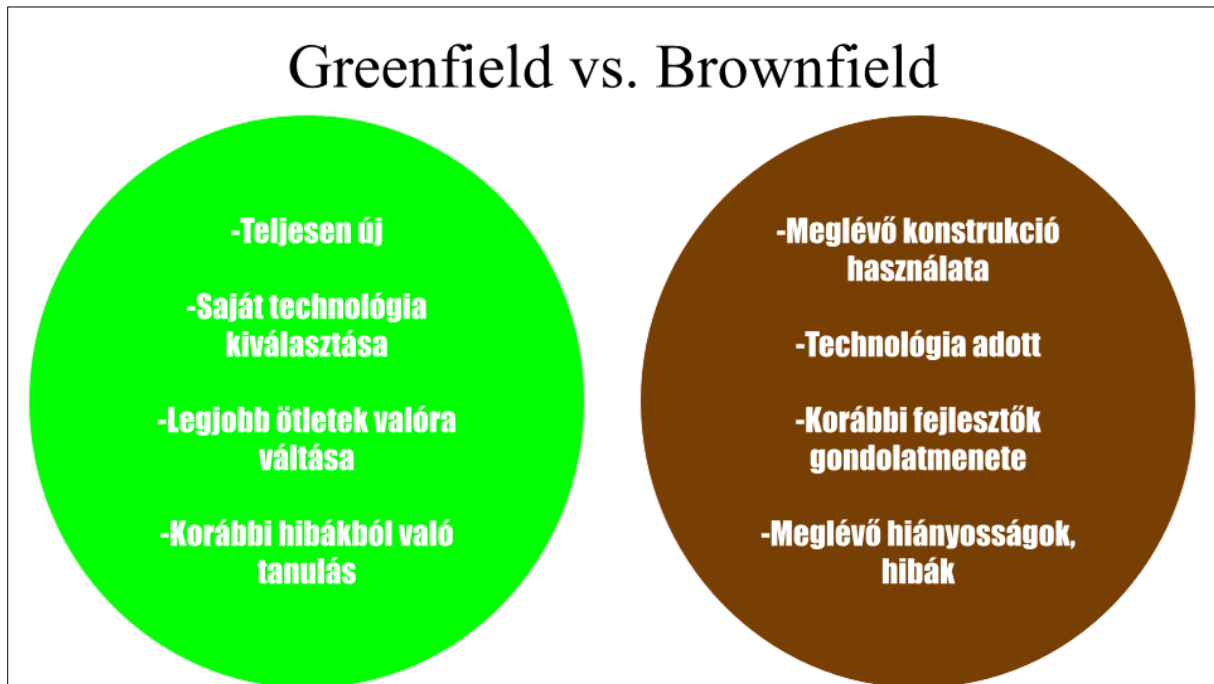 Greenfield vs. Brownfield
-Teljesen új
-Saját technológia
kiválasztása
-Legjobb ötletek valóra
váltása
-Korábbi hibákból való
tanulás
-Meglévő konstrukció
használata
-Technológia adott
-Korábbi fejlesztők
gondolatmenete
-Meglévő hiányosságok,
hibák